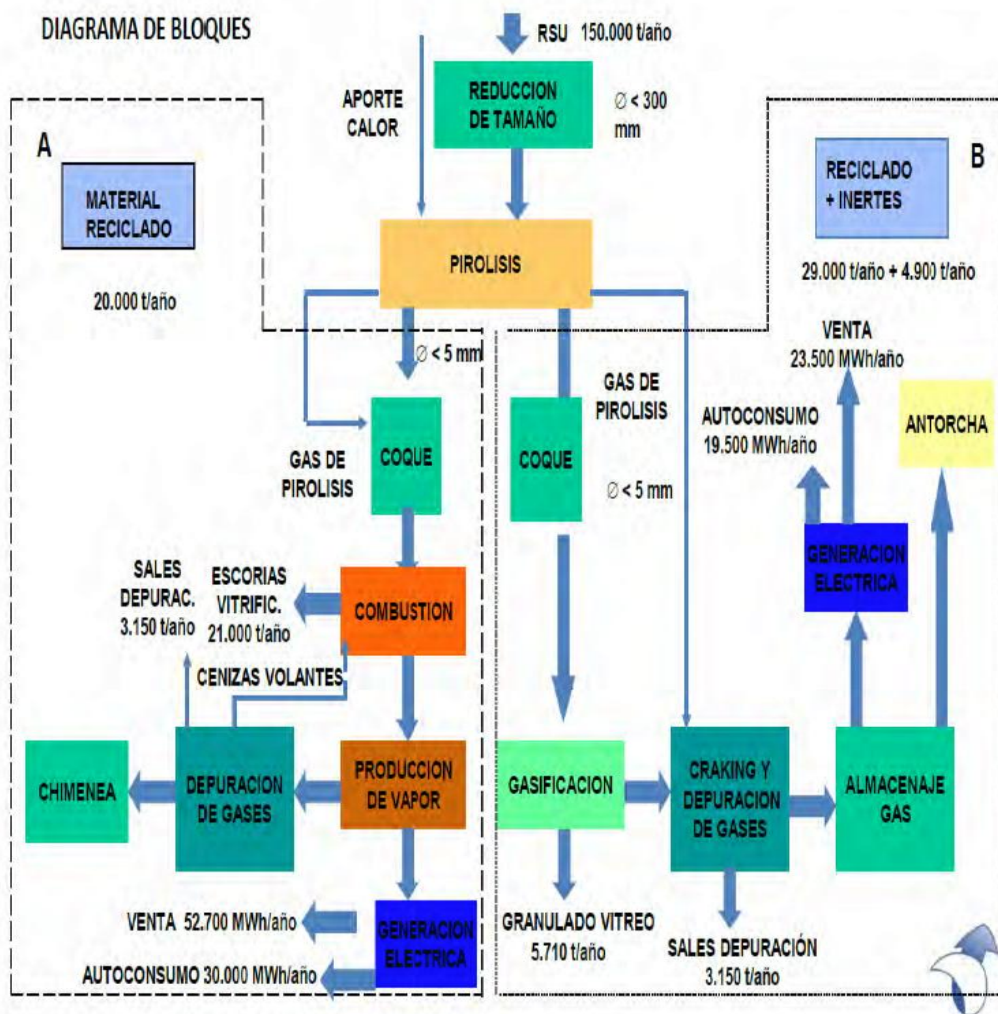 DIAGRAMA DE BLOQUES
RSU 150.000 t/año
REDUCCION
DE TAMAÑO
∅ < 300
mm
APORTE
CALOR
A
MATERIAL
RECICLADO
20.000 t/año
B
RECICLADO
+ INERTES
29.000 t/año + 4.900 t/año
PIROLISIS
∅ < 5 mm
GAS DE
PIROLISIS
COQUE
COMBUSTIÓN
SALES
DEPURAC.
3.150 t/año
ESCORIAS
VITRIFIC.
21.000 t/año
CENIZAS VOLANTES
CHIMENEA
DEPURACION
DE GASES
PRODUCCION
DE VAPOR
VENTA 52.700 MWh/año
AUTOCONSUMO 30.000 MWh/año
GENERACIÓN
ELECTRICA
COQUE
GAS DE
PIROLISIS
∅ < 5 mm
VENTA
23.500 MWh/año
AUTOCONSUMO
19.500 MWh/año
ANTORCHA
GENERACION
ELECTRICA
GASIFICACION
CRAKING Y
DEPURACION
DE GASES
ALMACENAJE
GAS
GRANULADO VITREO
5.710 t/año
SALES DEPURACIÓN
3.150 t/año